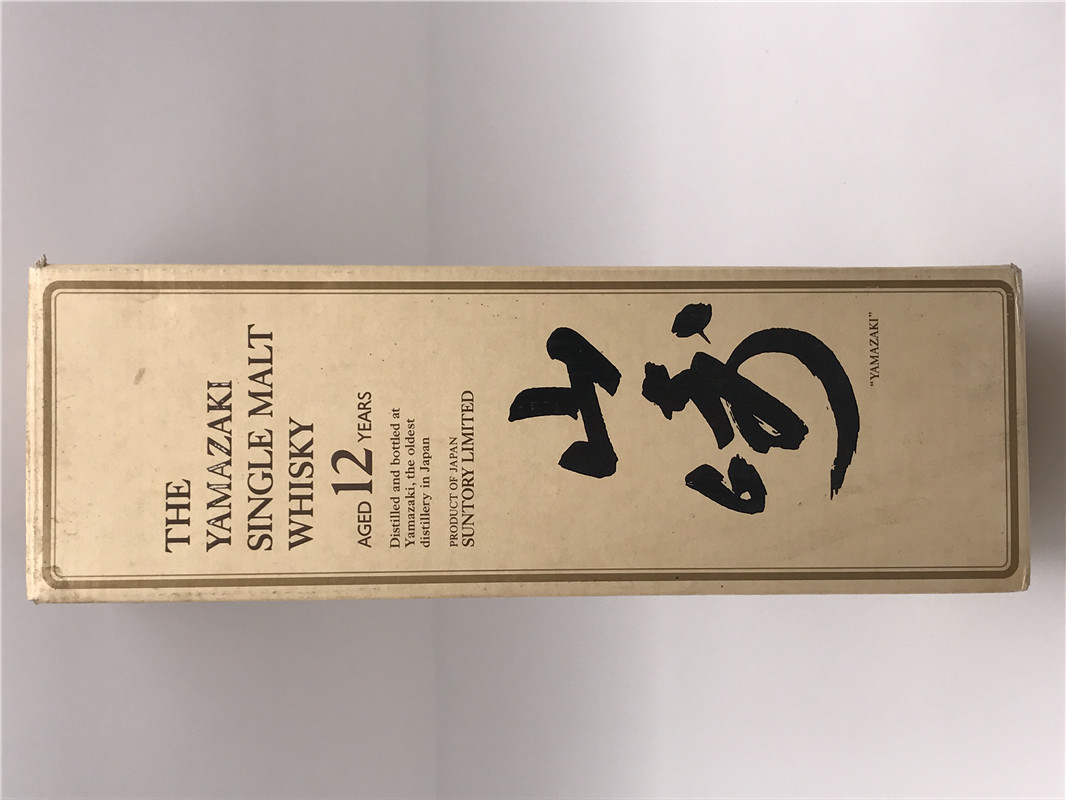 THE
YAMAZAKI
SINGLE MALT
WHISKY
AGED 12 YEARS
Distilled and bottled at
Yamazaki, the oldest
distillery in Japan
PRODUCT OF JAPAN
SUNTORY LIMITED
山崎
"YAMAZAKI"